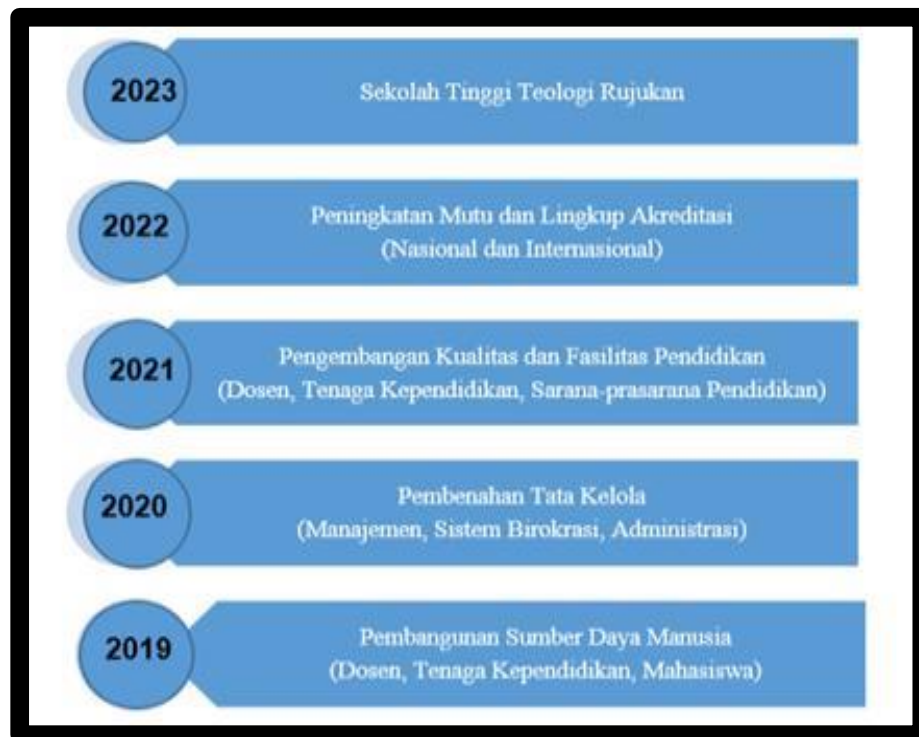 2023
Sekolah Tinggi Teologi Rujukan
2022
Peningkatan Mutu dan Lingkup Akreditasi
(Nasional dan Internasional)
2021
Pengembangan Kualitas dan Fasilitas Pendidikan
(Dosen, Tenaga Kependidikan, Sarana-prasarana Pendidikan)
2020
Pembenahan Tata Kelola
(Manajemen, Sistem Birokrasi, Administrasi)
2019
Pembangunan Sumber Daya Manusia
(Dosen, Tenaga Kependidikan, Mahasiswa)